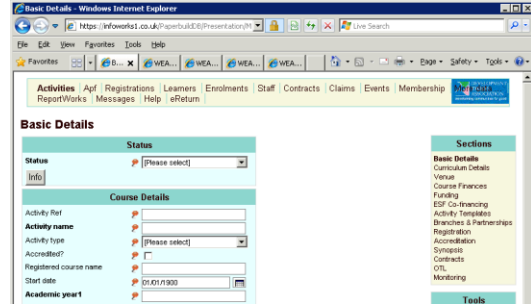 Basic Details - Windows Internet Explorer
https://infoworks1.co.uk/PaperbuildDB/Presentation/M
Live Search
File Edit View Favorites Tools Help
Favorites B... x WEA... WEA... WEA... WEA... Page Safety Tools
Activities Apf Registrations Learners Enrolments Staff Contracts Claims Events Membership
ReportWorks Messages Help eReturn
Basic Details
Status
Status [Please select]
Info
Course Details
Activity Ref
Activity name
Activity type [Please select]
Accredited?
Registered course name
Start date 01/01/1900
Academic year1
Sections
Basic Details
Curriculum Details
Venue
Course Finances
Funding
ESF Co-financing
Activity Templates
Branches & Partnerships
Registration
Accreditation
Synopsis
Contracts
OTL
Monitoring
Tools